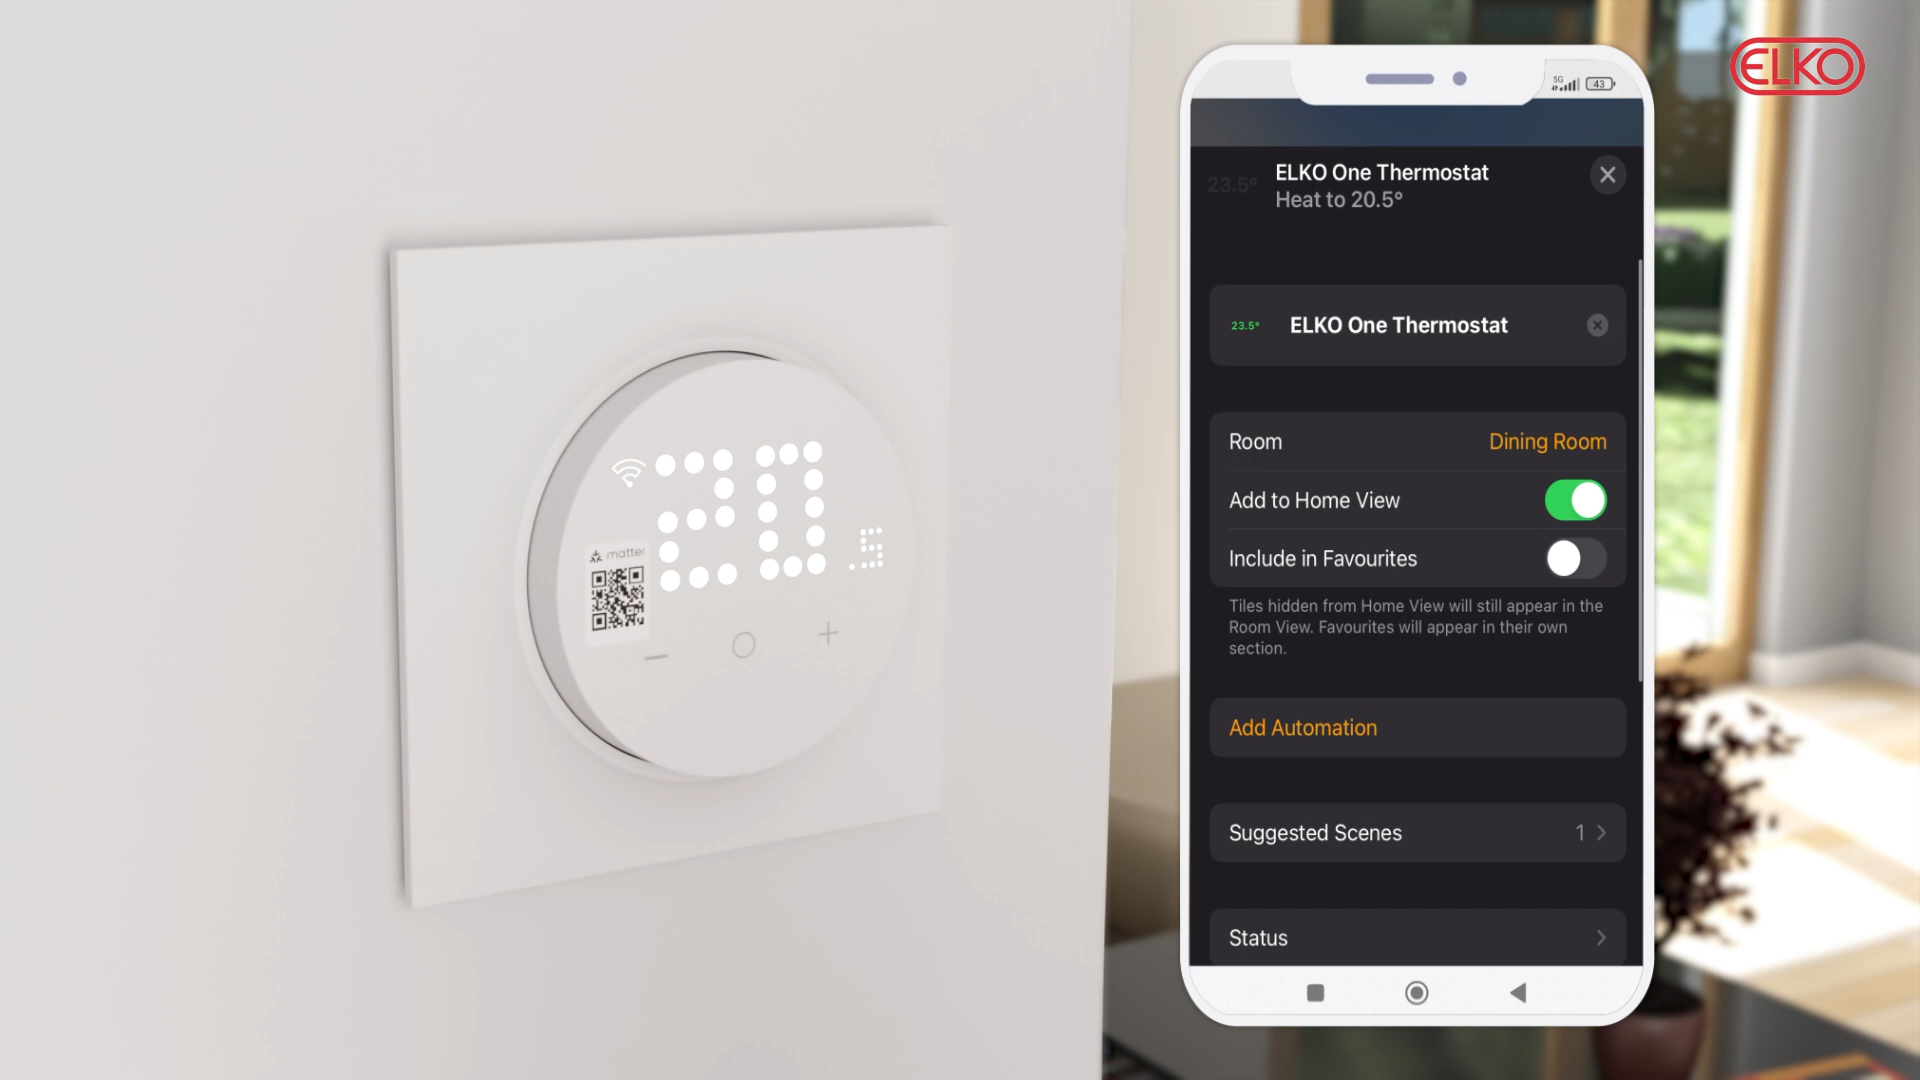 ELKO
5G
43
23.5°
ELKO One Thermostat
Heat to 20.5°
23.5°
ELKO One Thermostat
Room
Dining Room
Add to Home View
Include in Favourites
Tiles hidden from Home View will still appear in the
Room View. Favourites will appear in their own
section.
Add Automation
Suggested Scenes
1
Status
20.5
matter